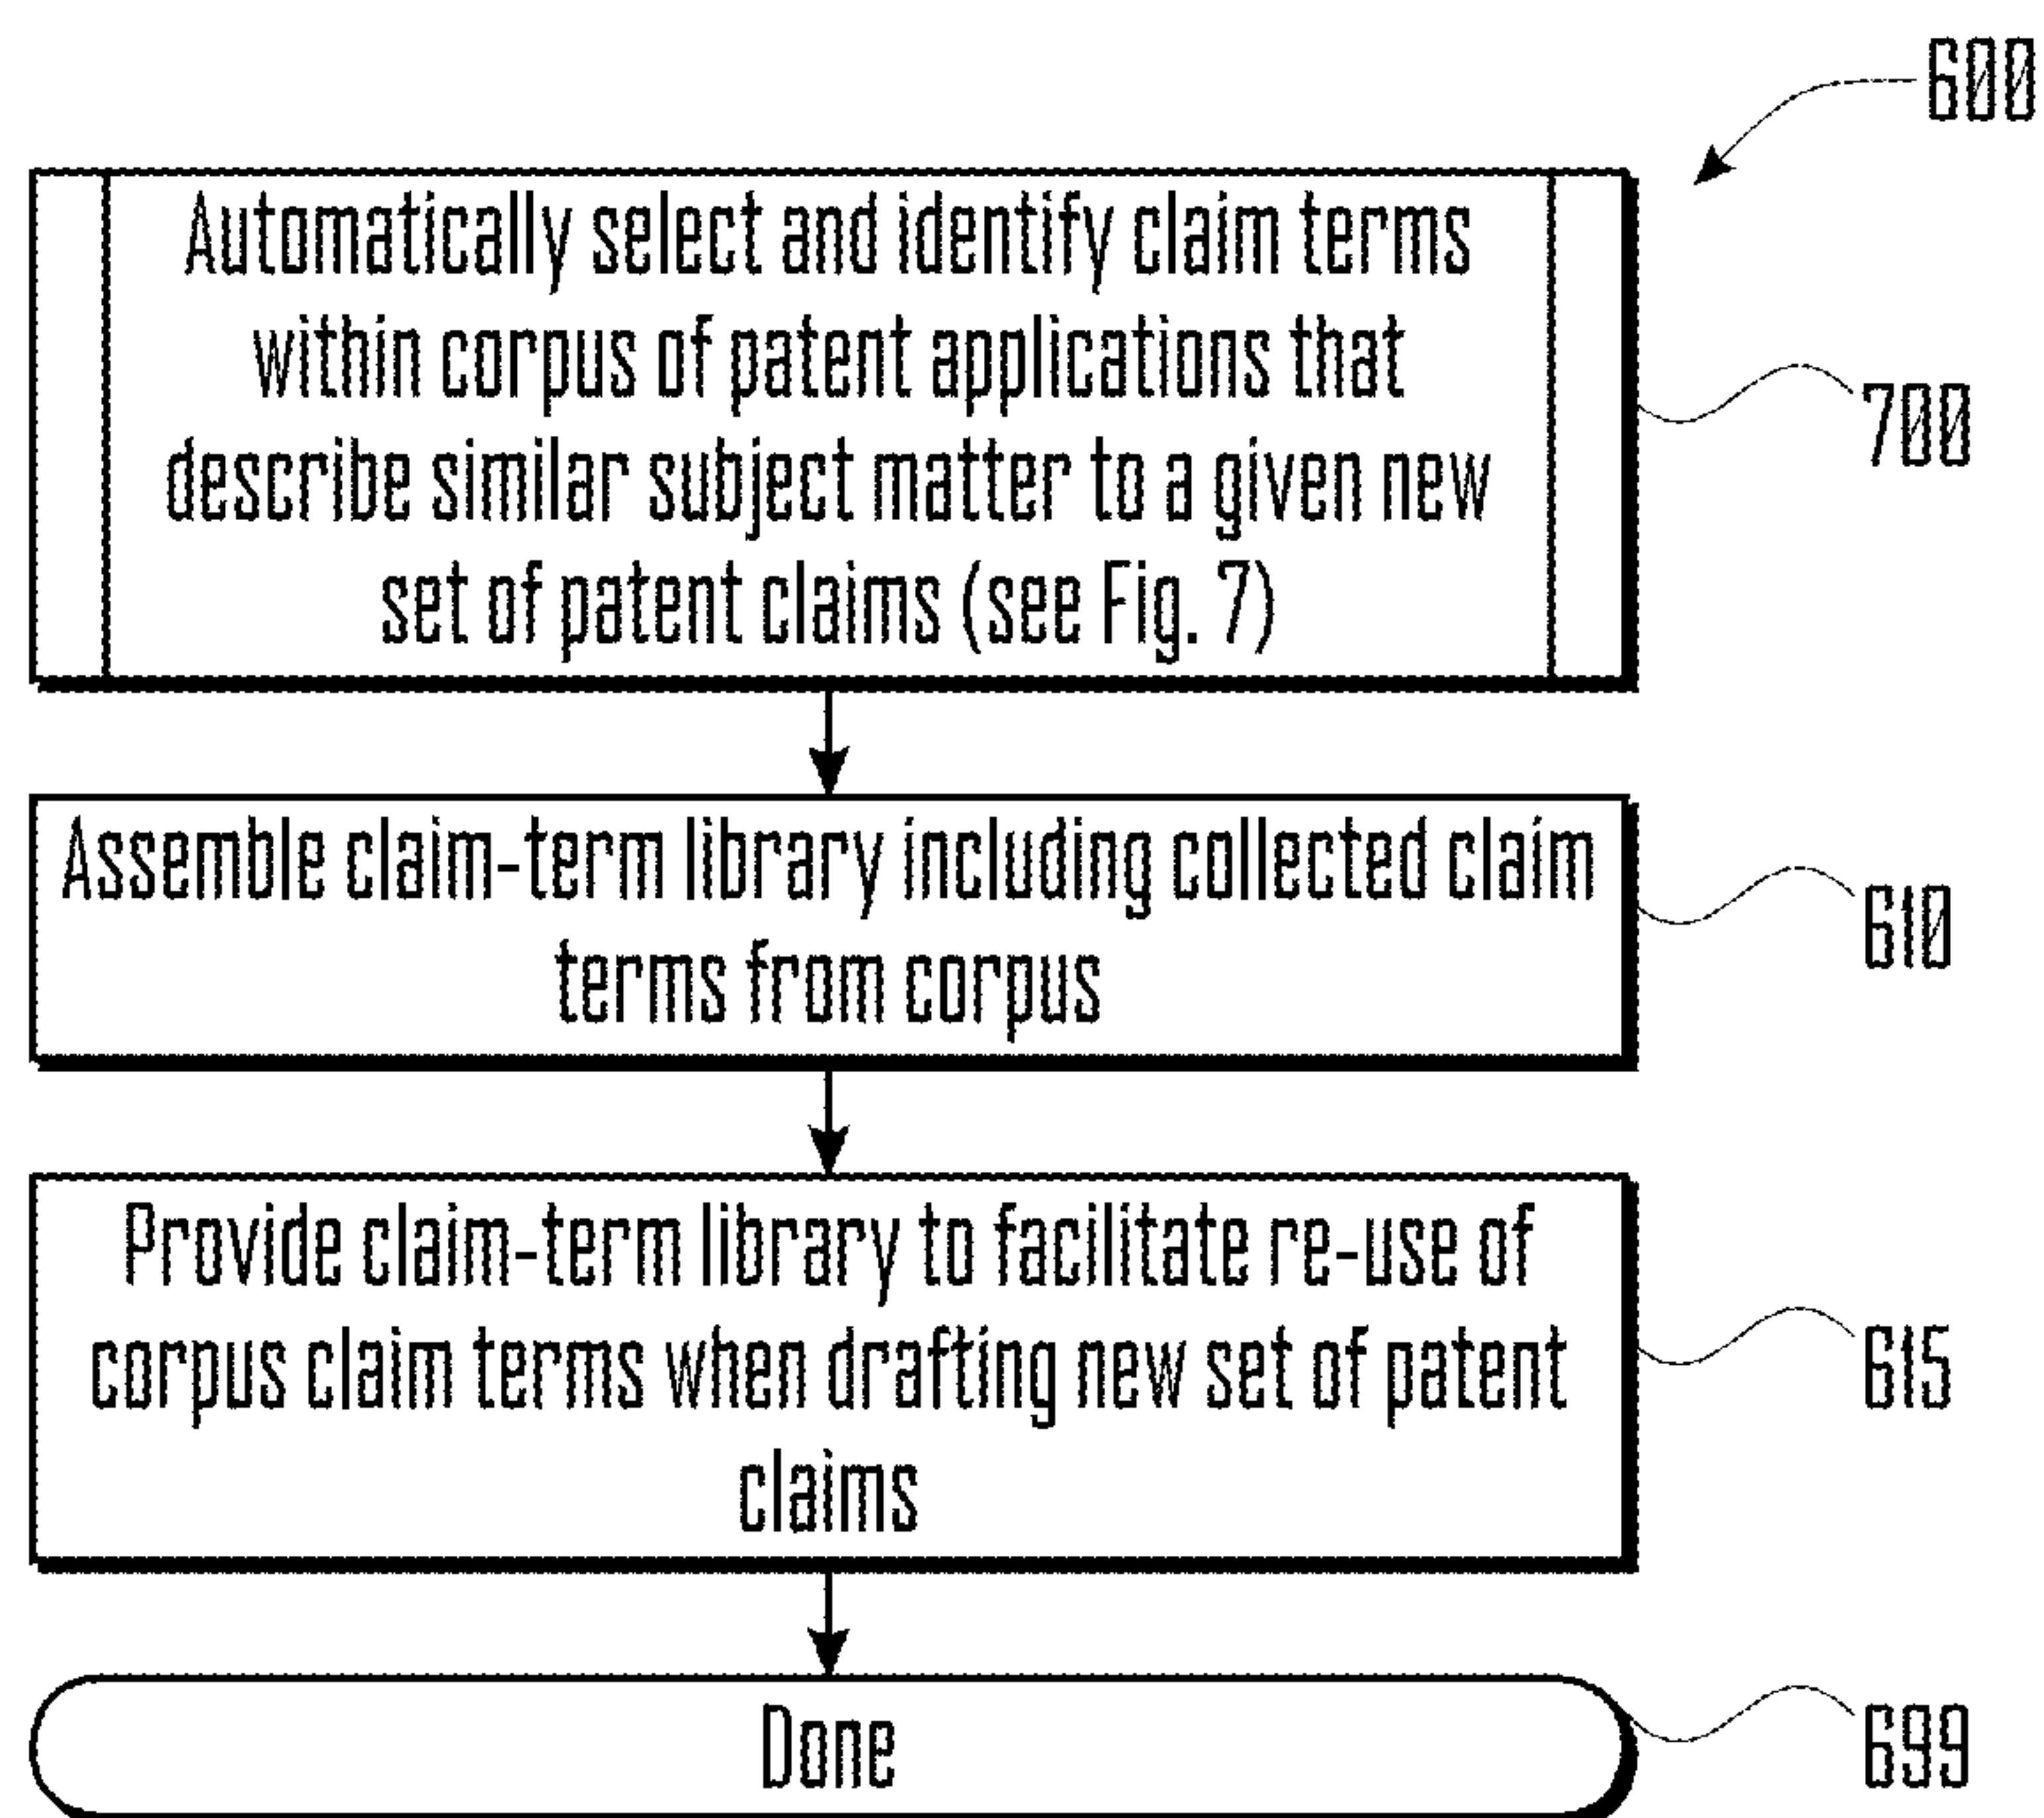 600
Automatically select and identify claim terms
within corpus of patent applications that
describe similar subject matter to a given new
set of patent claims (see Fig. 7)
700
Assemble claim-term library including collected claim
terms from corpus
610
Provide claim-term library to facilitate re-use of
corpus claim terms when drafting new set of patent
claims
615
Done
699